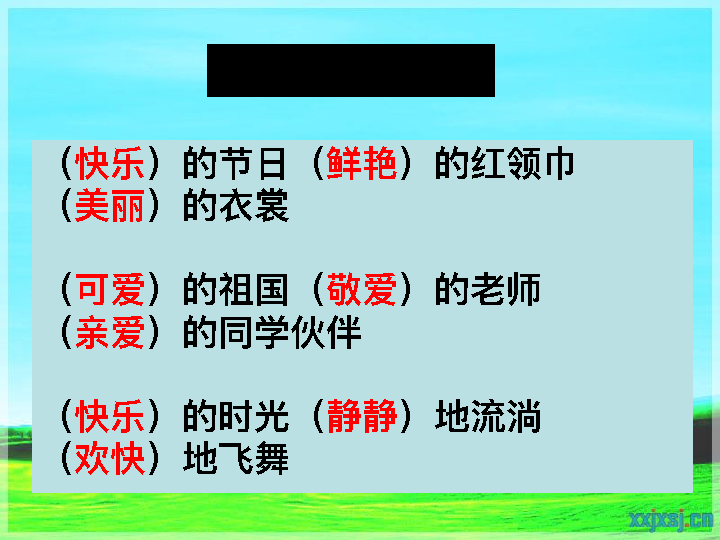 （快乐）的节日（鲜艳）的红领巾
（美丽）的衣裳
（可爱）的祖国（敬爱）的老师
（亲爱）的同学伙伴
（快乐）的时光（静静）地流淌
（欢快）地飞舞
xxjxsj.cn